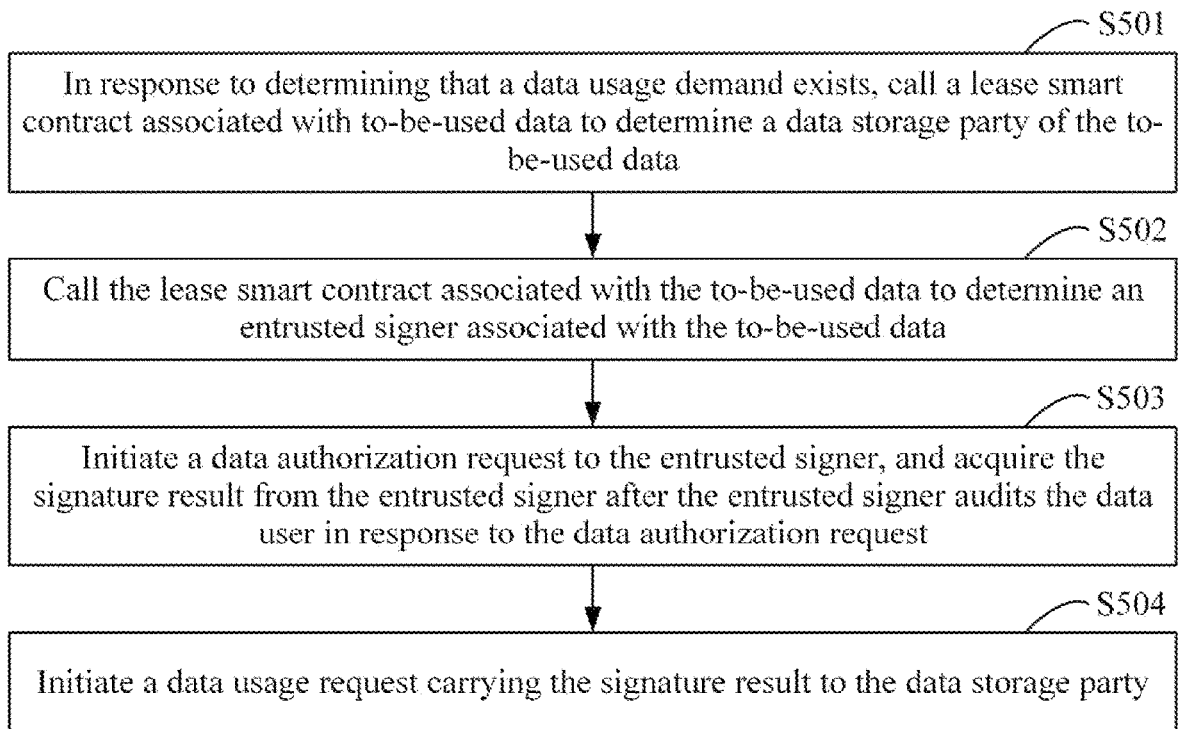 S501
In response to determining that a data usage demand exists, call a lease smart
contract associated with to-be-used data to determine a data storage party of the to-
be-used data
S502
Call the lease smart contract associated with the to-be-used data to determine an
entrusted signer associated with the to-be-used data
S503
Initiate a data authorization request to the entrusted signer, and acquire the
signature result from the entrusted signer after the entrusted signer audits the data
user in response to the data authorization request
S504
Initiate a data usage request carrying the signature result to the data storage party